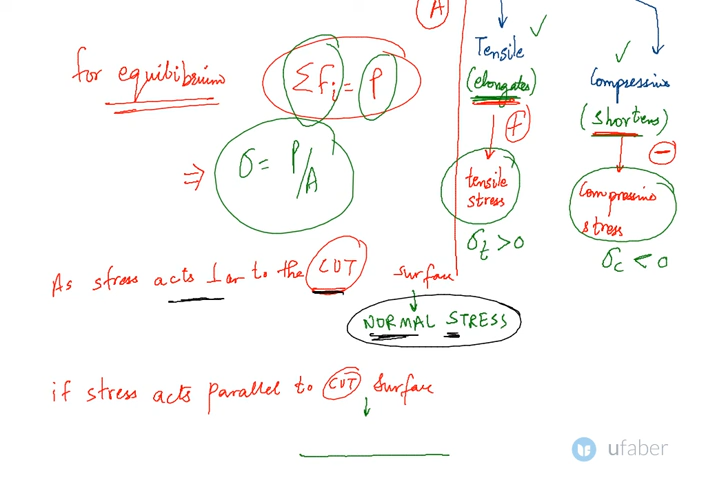 A
for equilibrium Σfi = P
⇒ σ = P/A
Tensile
(elongates)
+
tensile
stress
σt > 0
Compressive
(shortens)
−
Compressive
stress
σc < 0
As stress acts ⊥ar to the CUT surface
NORMAL STRESS
if stress acts parallel to CUT surface
ufaber